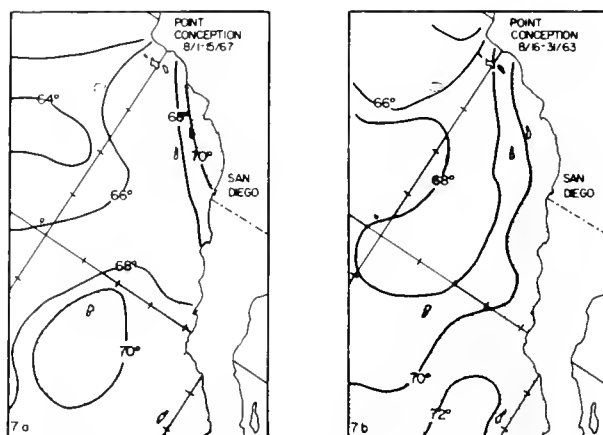 POINT
CONCEPTION
8/1-15/67
64°
68°
70°
66°
SAN
DIEGO
68°
70°
7a
POINT
CONCEPTION
8/16-31/63
66°
68°
SAN
DIEGO
70°
72°
7b